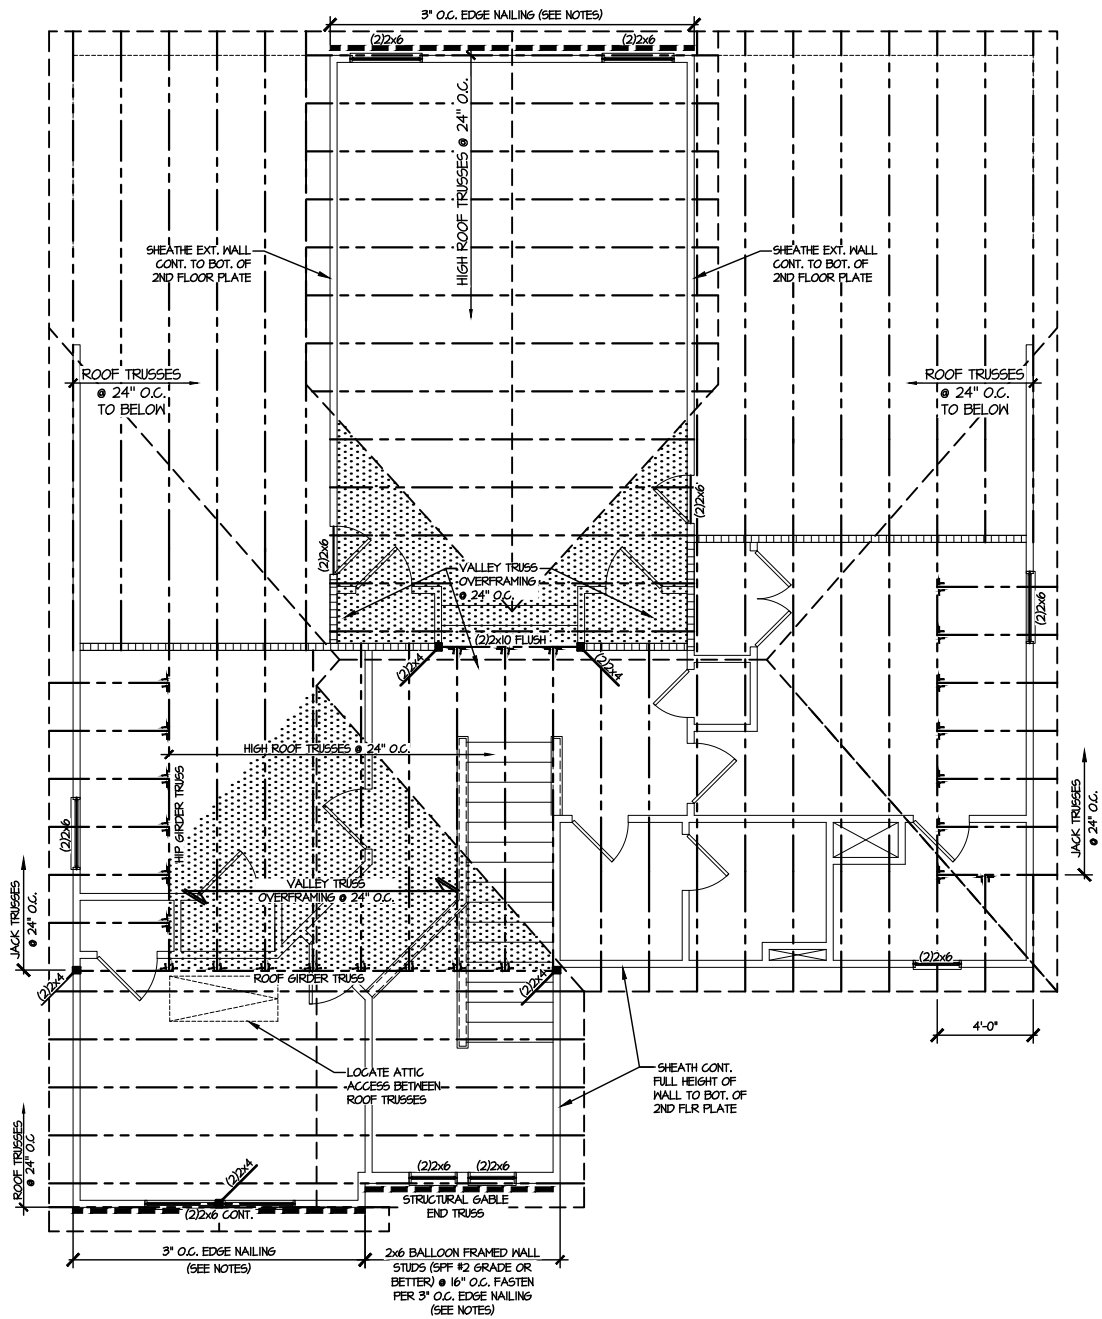 3" O.C. EDGE NAILING (SEE NOTES)
(2)2x6
(2)2x6
HIGH ROOF TRUSSES @ 24" O.C.
SHEATHE EXT. WALL
CONT. TO BOT. OF
2ND FLOOR PLATE
SHEATHE EXT. WALL
CONT. TO BOT. OF
2ND FLOOR PLATE
ROOF TRUSSES
@ 24" O.C.
TO BELOW
ROOF TRUSSES
@ 24" O.C.
TO BELOW
(2)2x6
(2)2x6
VALLEY TRUSS
OVERFRAMING
@ 24" O.C.
(2)2x6
(2)2x10 FLUSH
(2)2x4
(2)2x4
HIGH ROOF TRUSSES @ 24" O.C.
HIP GIRDER TRUSS
(2)2x6
JACK TRUSSES
@ 24" O.C.
VALLEY TRUSS
OVERFRAMING @ 24" O.C.
JACK TRUSSES
@ 24" O.C.
(2)2x6
ROOF GIRDER TRUSS
(2)2x4
(2)2x4
4'-0"
LOCATE ATTIC
ACCESS BETWEEN
ROOF TRUSSES
SHEATH CONT.
FULL HEIGHT OF
WALL TO BOT. OF
2ND FLR PLATE
ROOF TRUSSES
@ 24" O.C
(2)2x4
(2)2x6
(2)2x6
STRUCTURAL GABLE
END TRUSS
(2)2x6 CONT.
3" O.C. EDGE NAILING
(SEE NOTES)
2x6 BALLOON FRAMED WALL
STUDS (SPF #2 GRADE OR
BETTER) @ 16" O.C. FASTEN
PER 3" O.C. EDGE NAILING
(SEE NOTES)